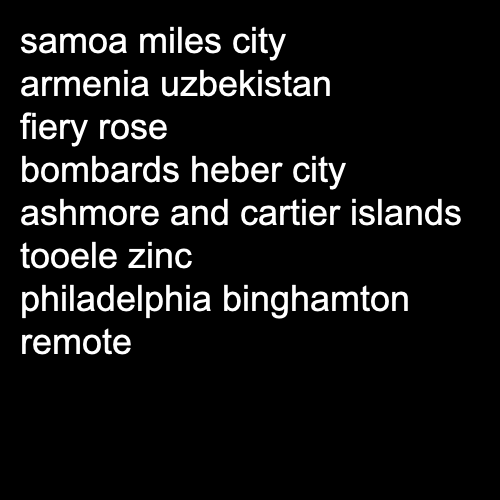 samoa miles city
armenia uzbekistan
fiery rose
bombards heber city
ashmore and cartier islands
tooele zinc
philadelphia binghamton
remote